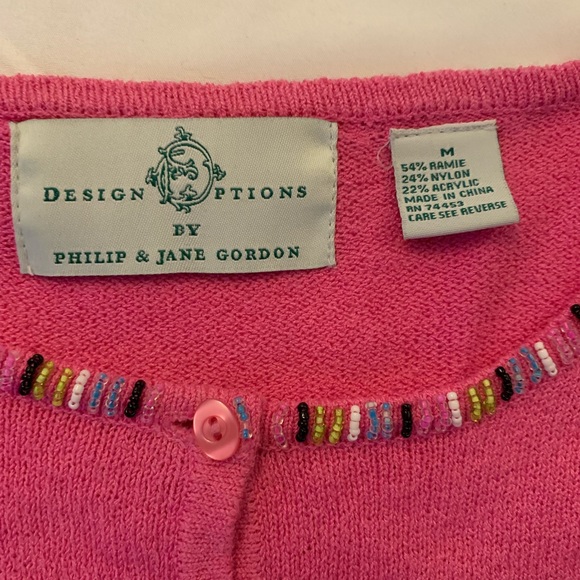 DESIGN OPTIONS
BY
PHILIP & JANE GORDON
M
54% RAMIE
24% NYLON
22% ACRYLIC
MADE IN CHINA
RN 74453
CARE SEE REVERSE